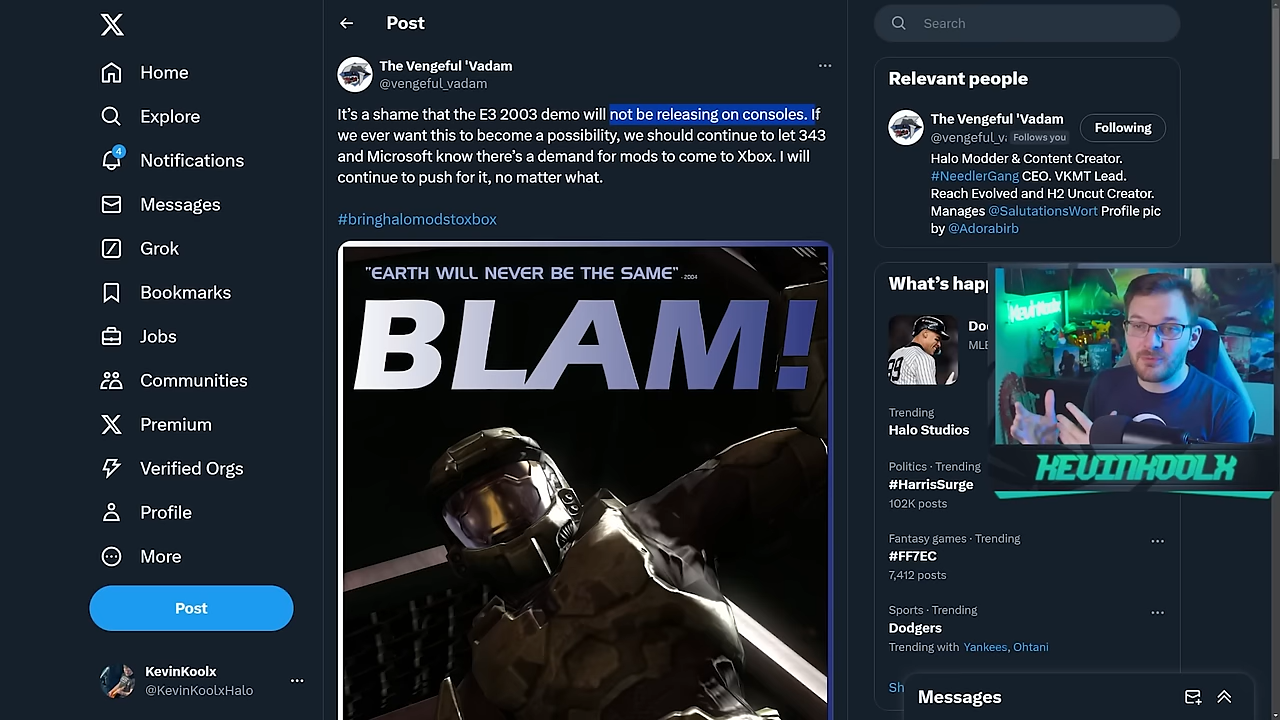 Home
Explore
4
Notifications
Messages
Grok
Bookmarks
Jobs
Communities
Premium
Verified Orgs
Profile
More
Post
KevinKoolx
@KevinKoolxHalo
Post
The Vengeful 'Vadam
@vengeful_vadam
It's a shame that the E3 2003 demo will not be releasing on consoles. If
we ever want this to become a possibility, we should continue to let 343
and Microsoft know there's a demand for mods to come to Xbox. I will
continue to push for it, no matter what.
#bringhalomodstoxbox
"EARTH WILL NEVER BE THE SAME" - 2004
BLAM!
Search
Relevant people
The Vengeful 'Vadam
@vengeful_v
Follows you
Following
Halo Modder & Content Creator.
#NeedlerGang CEO. VKMT Lead.
Reach Evolved and H2 Uncut Creator.
Manages @SalutationsWort Profile pic
by @Adorabirb
What's happ
Do
MLB
Trending
Halo Studios
Politics · Trending
#HarrisSurge
102K posts
Fantasy games · Trending
#FF7EC
7,412 posts
Sports · Trending
Dodgers
Trending with Yankees, Ohtani
Sh
Messages
KevinKoolx
KEVINKOOLX